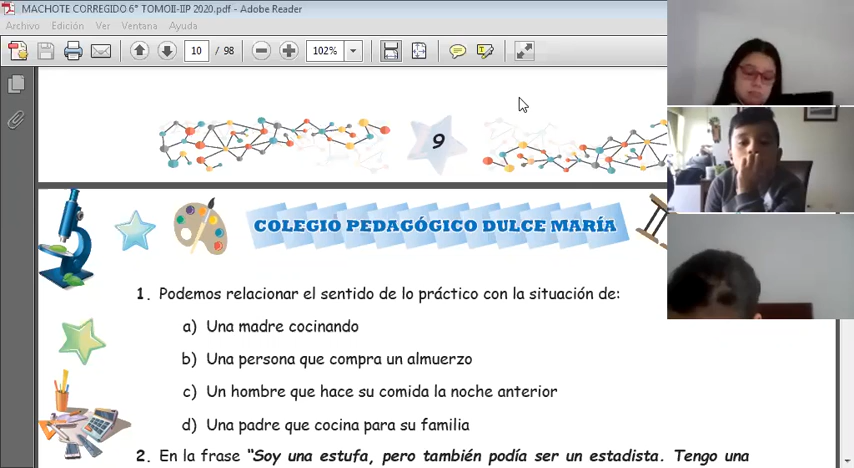 MACHOTE CORREGIDO 6° TOMOII-IIP 2020.pdf - Adobe Reader
Archivo Edición Ver Ventana Ayuda
10 / 98 102%
9
COLEGIO PEDAGÓGICO DULCE MARÍA
1. Podemos relacionar el sentido de lo práctico con la situación de:
a) Una madre cocinando
b) Una persona que compra un almuerzo
c) Un hombre que hace su comida la noche anterior
d) Una padre que cocina para su familia
2. En la frase "Soy una estufa, pero también podía ser un estadista. Tengo una